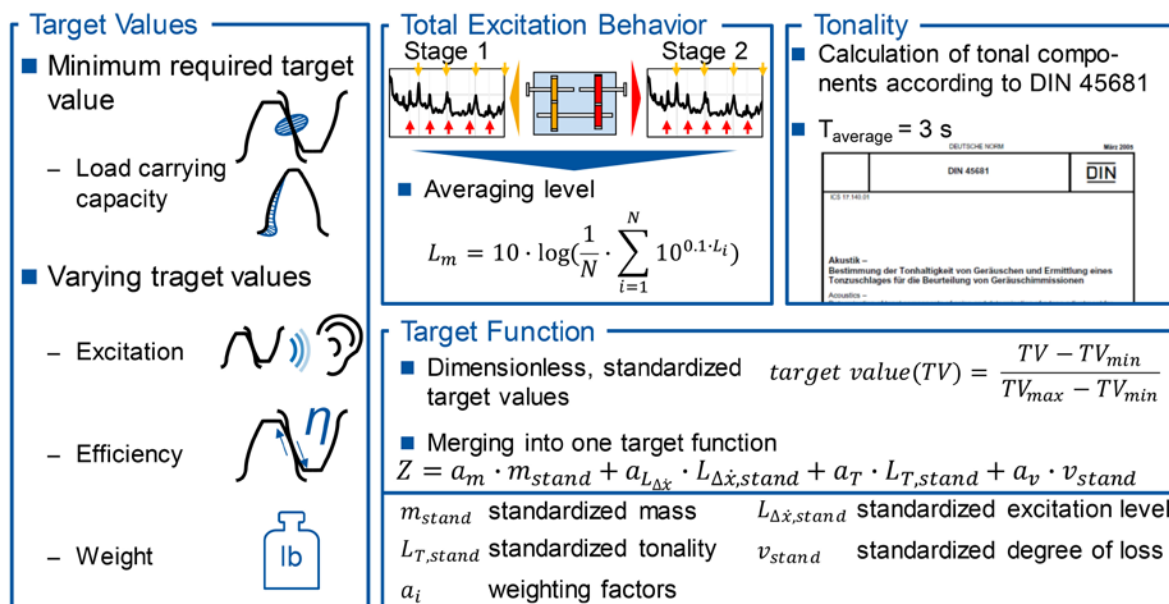 Target Values
Minimum required target
value
– Load carrying
capacity
Varying traget values
– Excitation
– Efficiency
η
– Weight
lb
Total Excitation Behavior
Stage 1
Stage 2
Averaging level
L_m = 10 · log(1/N · ∑_{i=1}^{N} 10^{0.1·L_i})
Tonality
Calculation of tonal compo-
nents according to DIN 45681
T_average = 3 s
DEUTSCHE NORM
März 2005
DIN 45681
DIN
ICS 17.140.01
Akustik –
Bestimmung der Tonhaltigkeit von Geräuschen und Ermittlung eines
Tonzuschlages für die Beurteilung von Geräuschimmissionen
Acoustics –
Target Function
Dimensionless, standardized
target values
target value(TV) = (TV − TV_min) / (TV_max − TV_min)
Merging into one target function
Z = a_m · m_stand + a_{L_Δẋ} · L_{Δẋ,stand} + a_T · L_{T,stand} + a_v · v_stand
m_stand standardized mass
L_{Δẋ,stand} standardized excitation level
L_{T,stand} standardized tonality
v_stand standardized degree of loss
a_i weighting factors